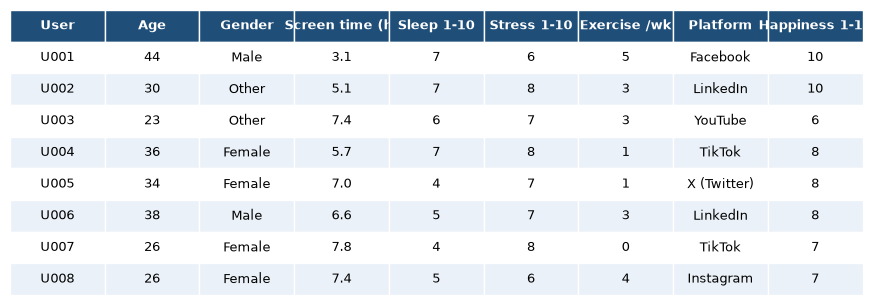 User Age Gender Screen time (h Sleep 1-10 Stress 1-10 Exercise /wk Platform Happiness 1-1
U001 44 Male 3.1 7 6 5 Facebook 10
U002 30 Other 5.1 7 8 3 LinkedIn 10
U003 23 Other 7.4 6 7 3 YouTube 6
U004 36 Female 5.7 7 8 1 TikTok 8
U005 34 Female 7.0 4 7 1 X (Twitter) 8
U006 38 Male 6.6 5 7 3 LinkedIn 8
U007 26 Female 7.8 4 8 0 TikTok 7
U008 26 Female 7.4 5 6 4 Instagram 7